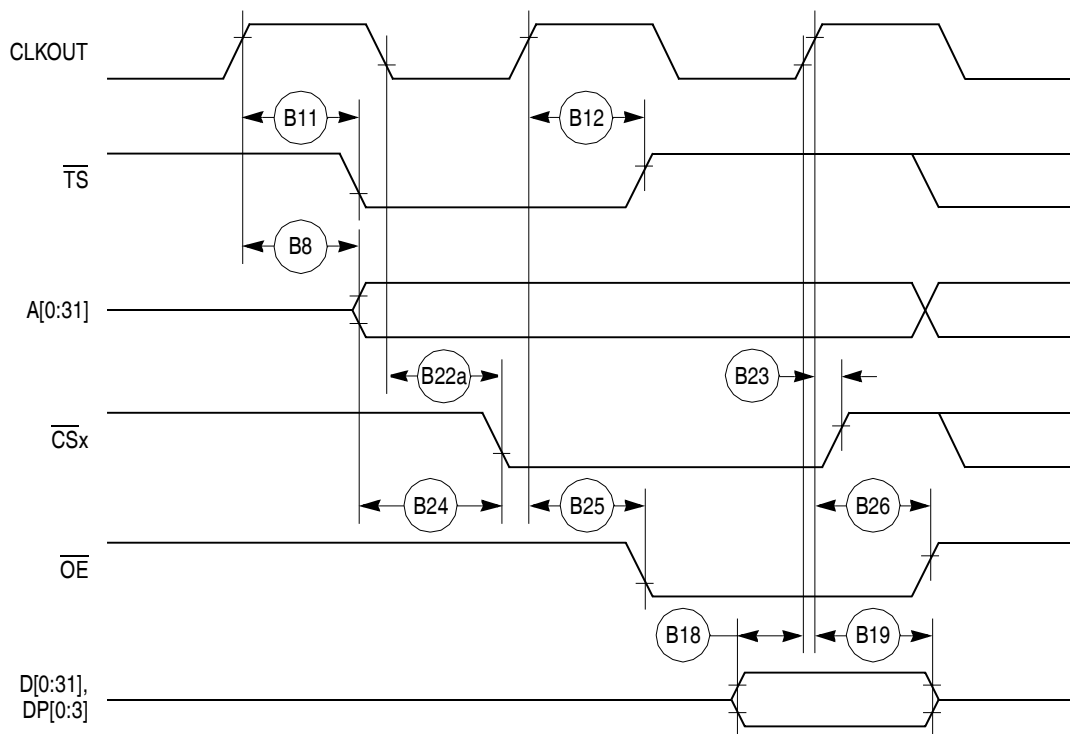 CLKOUT
B11
B12
TS
B8
A[0:31]
B22a
B23
CSx
B24
B25
B26
OE
B18
B19
D[0:31],
DP[0:3]